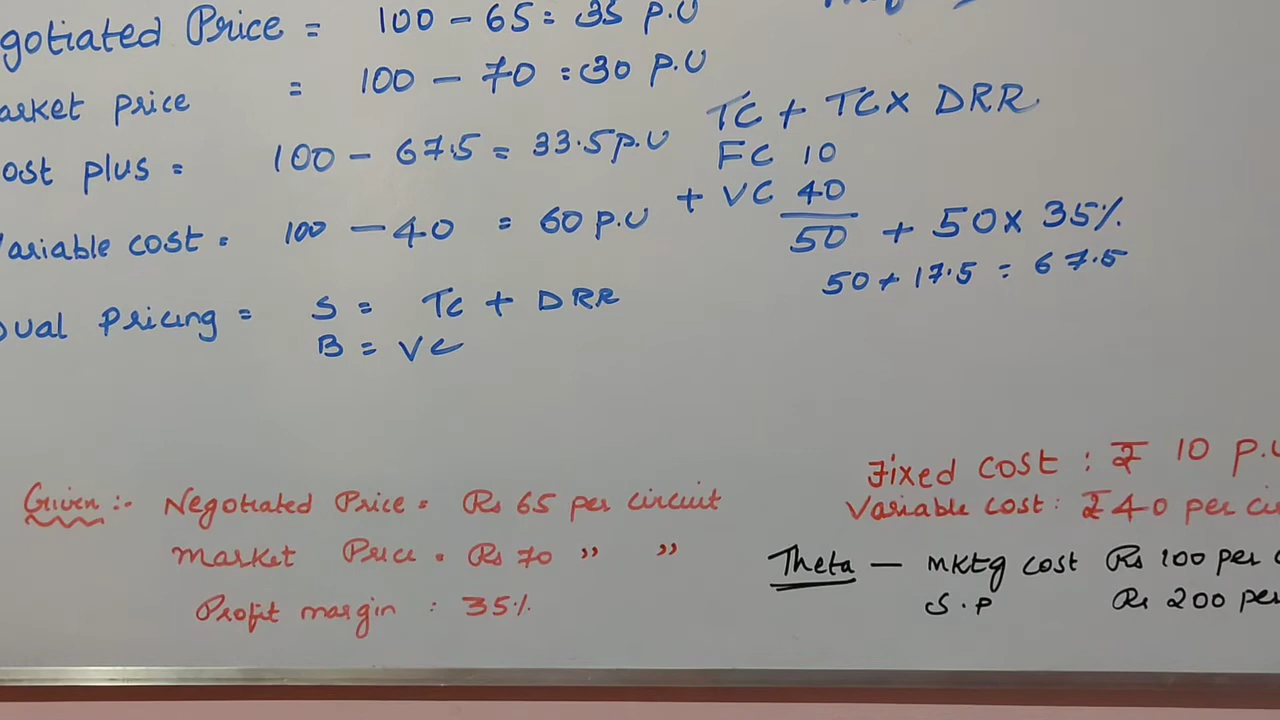 gotiated Price = 100 - 65 = 35 p.U
arket price = 100 - 70 = 30 p.U
ost plus = 100 - 67.5 = 33.5 p.U
ariable cost = 100 - 40 = 60 p.U
ual Pricing = S = TC + DRR
B = VC
TC + TC x DRR
FC 10
+ VC 40
50 + 50 x 35%
50 + 17.5 = 67.5
Given :- Negotiated Price = Rs 65 per circuit
Market Price = Rs 70 " "
Profit margin : 35%
Fixed cost : ₹ 10 p.
Variable cost : ₹ 40 per ci
Theta — mktg cost Rs 100 per
S.P Rs 200 per